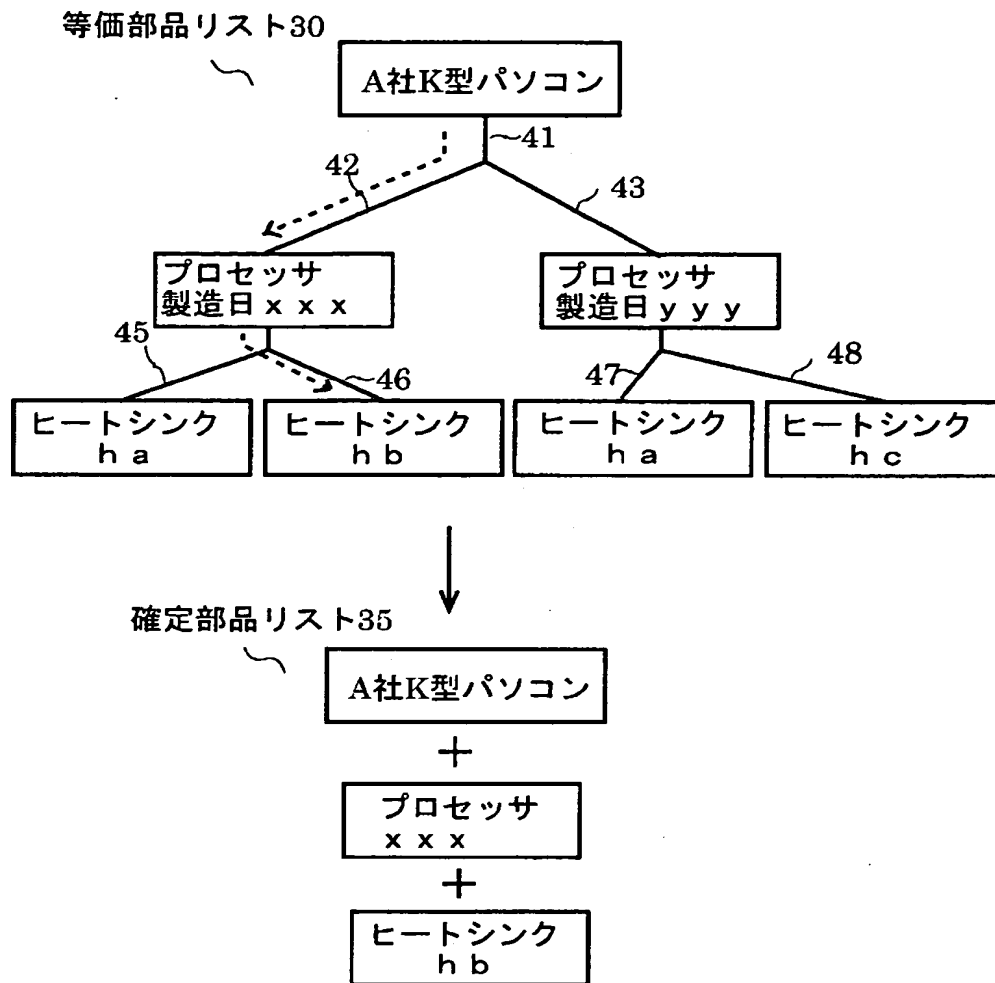 等価部品リスト30
A社K型パソコン
41
42
43
プロセッサ
製造日xxx
プロセッサ
製造日yyy
45
46
47
48
ヒートシンク
ha
ヒートシンク
hb
ヒートシンク
ha
ヒートシンク
hc
確定部品リスト35
A社K型パソコン
+
プロセッサ
xxx
+
ヒートシンク
hb